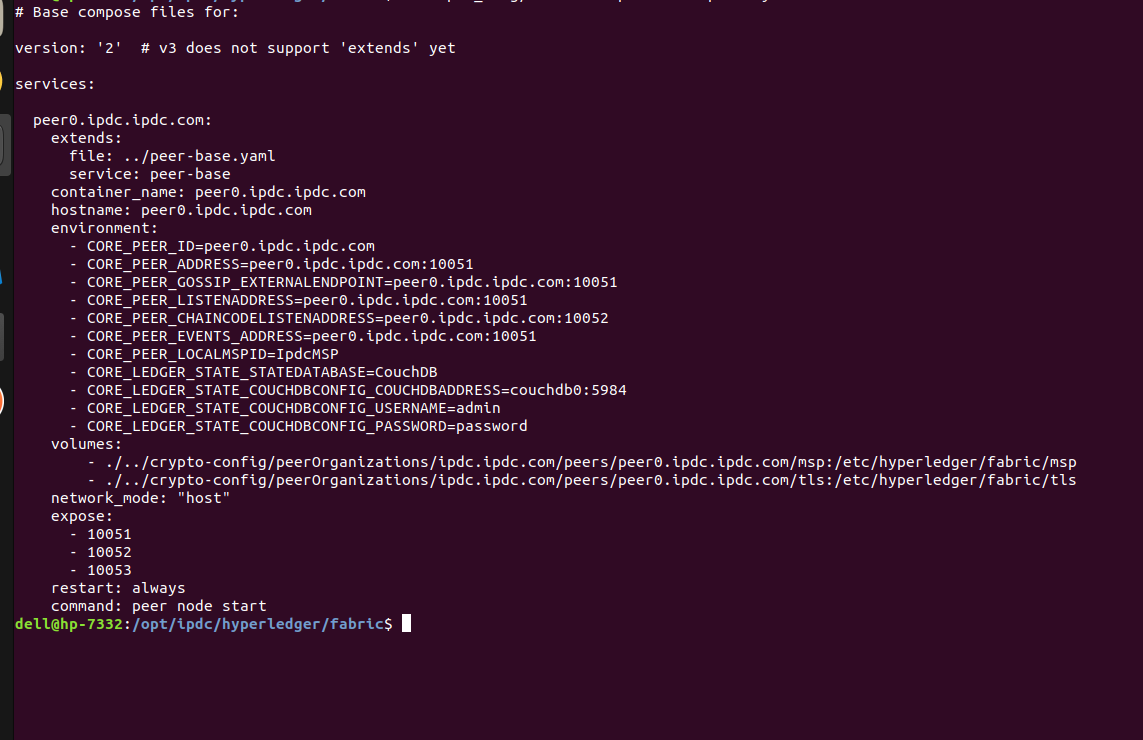 # Base compose files for:
version: '2'  # v3 does not support 'extends' yet
services:
  peer0.ipdc.ipdc.com:
    extends:
      file: ../peer-base.yaml
      service: peer-base
    container_name: peer0.ipdc.ipdc.com
    hostname: peer0.ipdc.ipdc.com
    environment:
      - CORE_PEER_ID=peer0.ipdc.ipdc.com
      - CORE_PEER_ADDRESS=peer0.ipdc.ipdc.com:10051
      - CORE_PEER_GOSSIP_EXTERNALENDPOINT=peer0.ipdc.ipdc.com:10051
      - CORE_PEER_LISTENADDRESS=peer0.ipdc.ipdc.com:10051
      - CORE_PEER_CHAINCODELISTENADDRESS=peer0.ipdc.ipdc.com:10052
      - CORE_PEER_EVENTS_ADDRESS=peer0.ipdc.ipdc.com:10051
      - CORE_PEER_LOCALMSPID=IpdcMSP
      - CORE_LEDGER_STATE_STATEDATABASE=CouchDB
      - CORE_LEDGER_STATE_COUCHDBCONFIG_COUCHDBADDRESS=couchdb0:5984
      - CORE_LEDGER_STATE_COUCHDBCONFIG_USERNAME=admin
      - CORE_LEDGER_STATE_COUCHDBCONFIG_PASSWORD=password
    volumes:
        - ./../crypto-config/peerOrganizations/ipdc.ipdc.com/peers/peer0.ipdc.ipdc.com/msp:/etc/hyperledger/fabric/msp
        - ./../crypto-config/peerOrganizations/ipdc.ipdc.com/peers/peer0.ipdc.ipdc.com/tls:/etc/hyperledger/fabric/tls
    network_mode: "host"
    expose:
      - 10051
      - 10052
      - 10053
    restart: always
    command: peer node start
dell@hp-7332:/opt/ipdc/hyperledger/fabric$